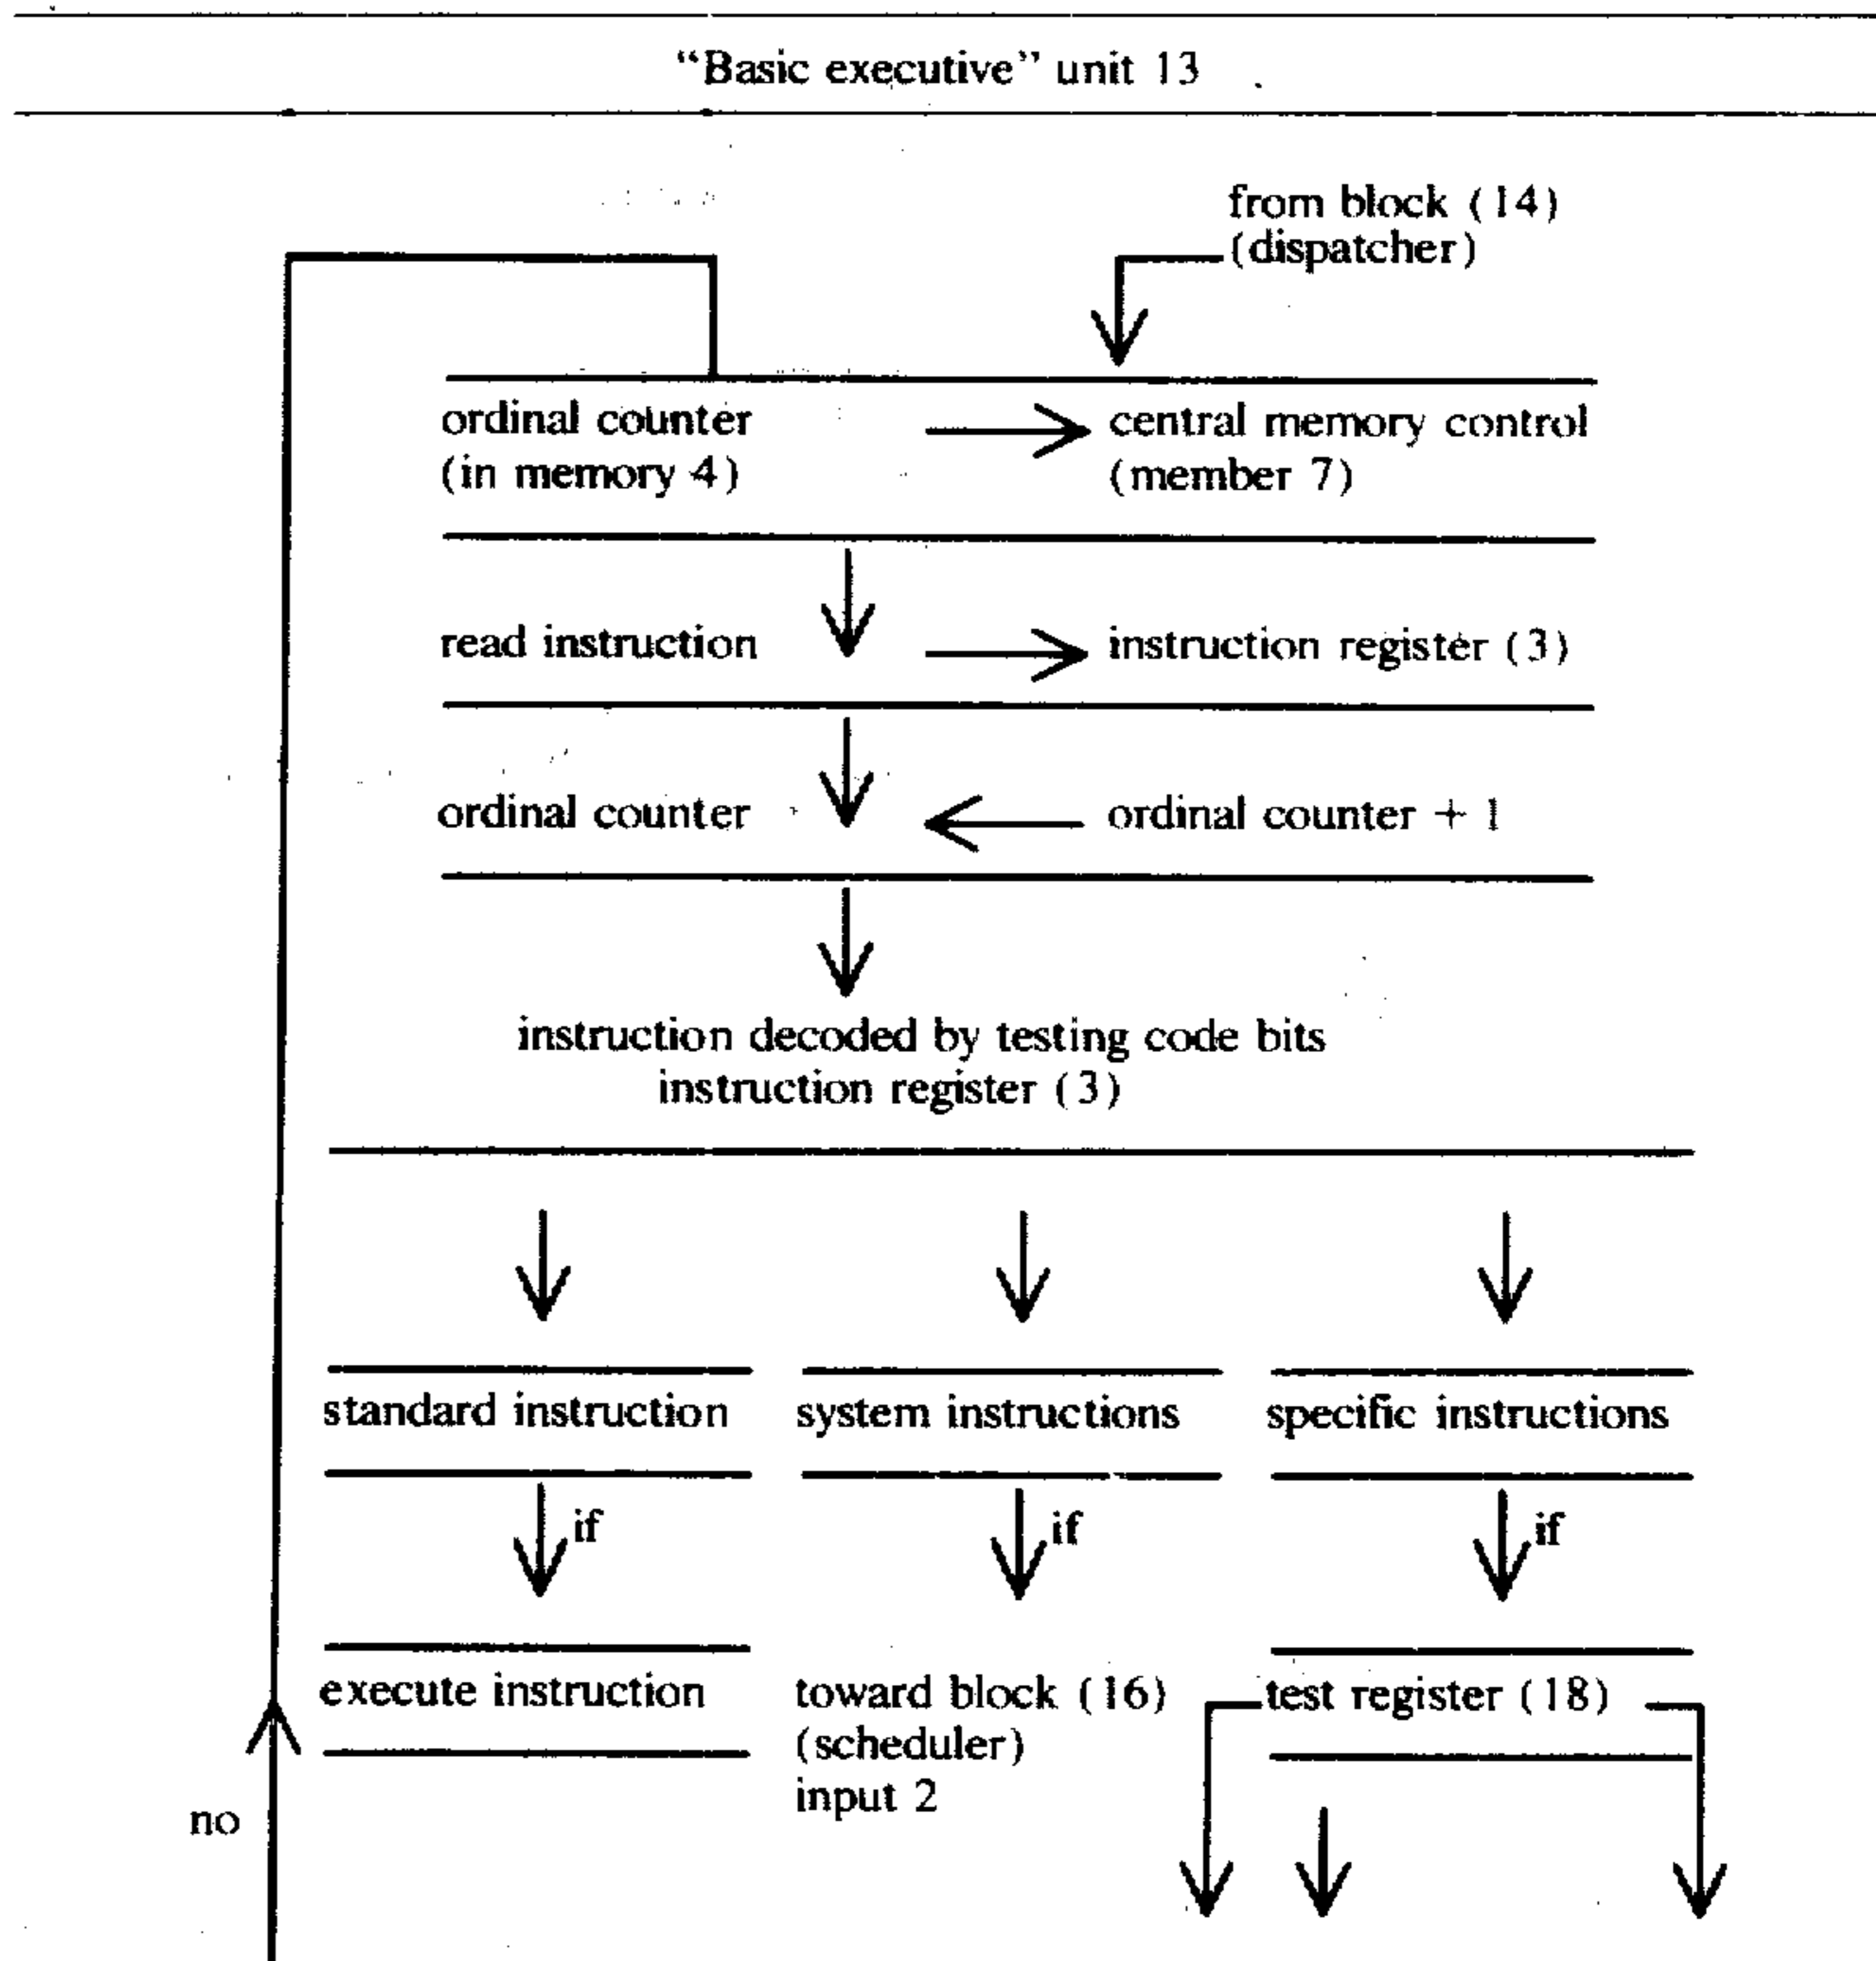 “Basic executive” unit 13
from block (14)
(dispatcher)
ordinal counter
(in memory 4)
central memory control
(member 7)
read instruction
instruction register (3)
ordinal counter
ordinal counter + 1
instruction decoded by testing code bits
instruction register (3)
standard instruction
system instructions
specific instructions
if
if
if
execute instruction
toward block (16)
(scheduler)
input 2
test register (18)
no